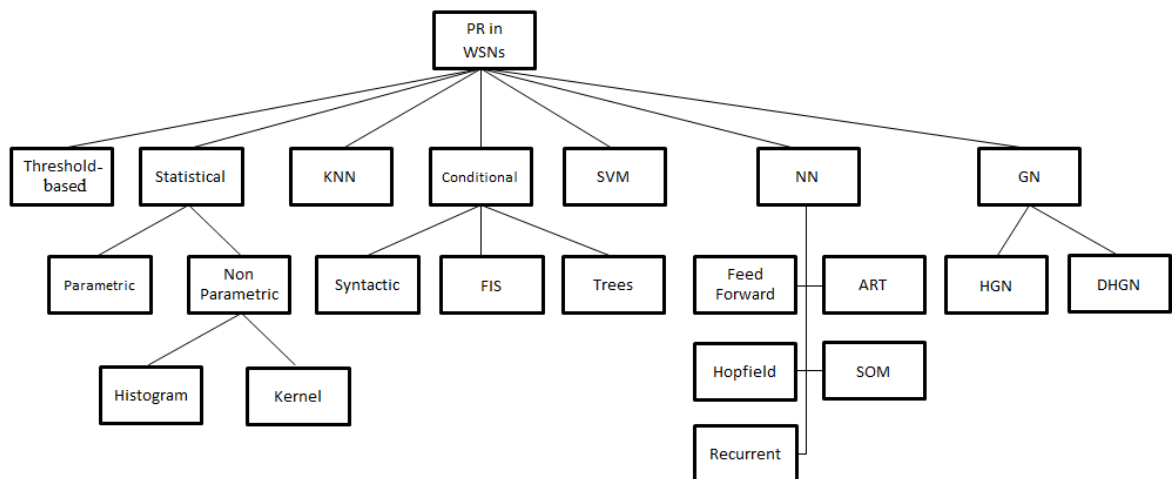 PR in
WSNs
Threshold-
based
Statistical
KNN
Conditional
SVM
NN
GN
Parametric
Non
Parametric
Syntactic
FIS
Trees
Feed
Forward
ART
HGN
DHGN
Histogram
Kernel
Hopfield
SOM
Recurrent